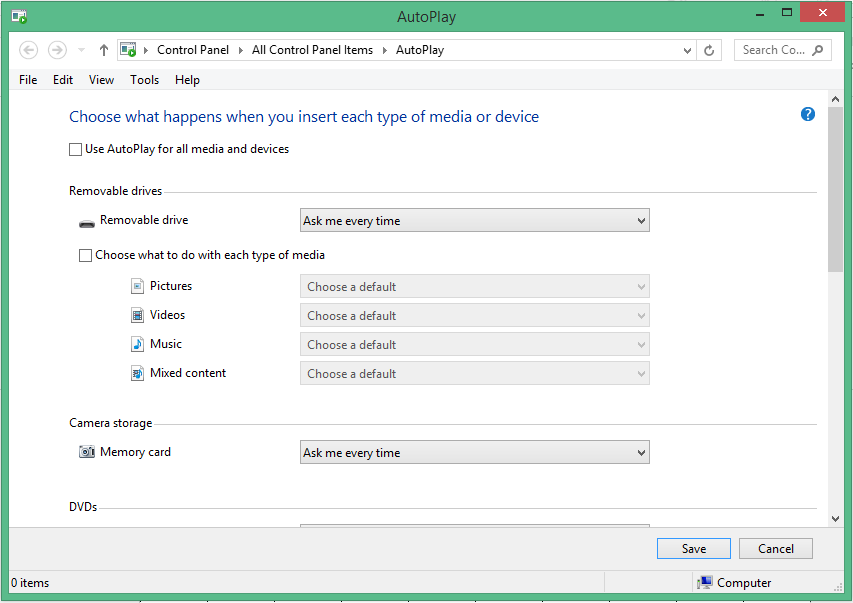 AutoPlay
Control Panel All Control Panel Items AutoPlay Search Co...
File Edit View Tools Help
Choose what happens when you insert each type of media or device
?
Use AutoPlay for all media and devices
Removable drives
Removable drive Ask me every time
Choose what to do with each type of media
Pictures Choose a default
Videos Choose a default
Music Choose a default
Mixed content Choose a default
Camera storage
Memory card Ask me every time
DVDs
Save Cancel
0 items Computer